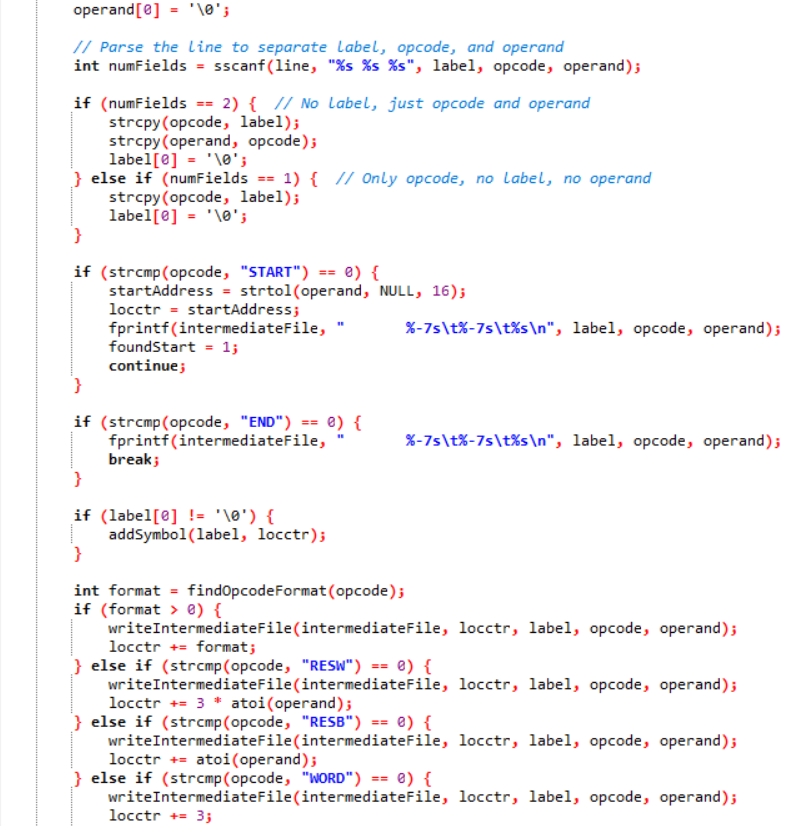 operand[0] = '\0';
// Parse the line to separate label, opcode, and operand
int numFields = sscanf(line, "%s %s %s", label, opcode, operand);
if (numFields == 2) {  // No label, just opcode and operand
    strcpy(opcode, label);
    strcpy(operand, opcode);
    label[0] = '\0';
} else if (numFields == 1) {  // Only opcode, no label, no operand
    strcpy(opcode, label);
    label[0] = '\0';
}
if (strcmp(opcode, "START") == 0) {
    startAddress = strtol(operand, NULL, 16);
    locctr = startAddress;
    fprintf(intermediateFile, "       %-7s\t%-7s\t%s\n", label, opcode, operand);
    foundStart = 1;
    continue;
}
if (strcmp(opcode, "END") == 0) {
    fprintf(intermediateFile, "       %-7s\t%-7s\t%s\n", label, opcode, operand);
    break;
}
if (label[0] != '\0') {
    addSymbol(label, locctr);
}
int format = findOpcodeFormat(opcode);
if (format > 0) {
    writeIntermediateFile(intermediateFile, locctr, label, opcode, operand);
    locctr += format;
} else if (strcmp(opcode, "RESW") == 0) {
    writeIntermediateFile(intermediateFile, locctr, label, opcode, operand);
    locctr += 3 * atoi(operand);
} else if (strcmp(opcode, "RESB") == 0) {
    writeIntermediateFile(intermediateFile, locctr, label, opcode, operand);
    locctr += atoi(operand);
} else if (strcmp(opcode, "WORD") == 0) {
    writeIntermediateFile(intermediateFile, locctr, label, opcode, operand);
    locctr += 3;